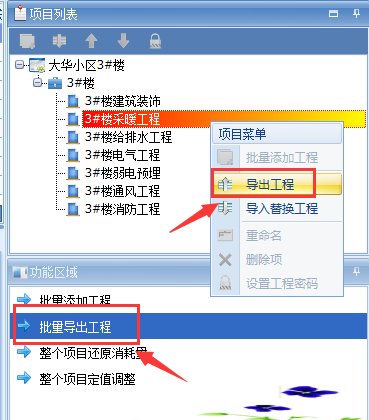 项目列表
大华小区3#楼
3#楼
3#楼建筑装饰
3#楼采暖工程
3#楼给排水工程
3#楼电气工程
3#楼弱电预埋
3#楼通风工程
3#楼消防工程
项目菜单
批量添加工程
导出工程
导入替换工程
重命名
删除项
设置工程密码
功能区域
批量添加工程
批量导出工程
整个项目还原消耗量
整个项目定值调整